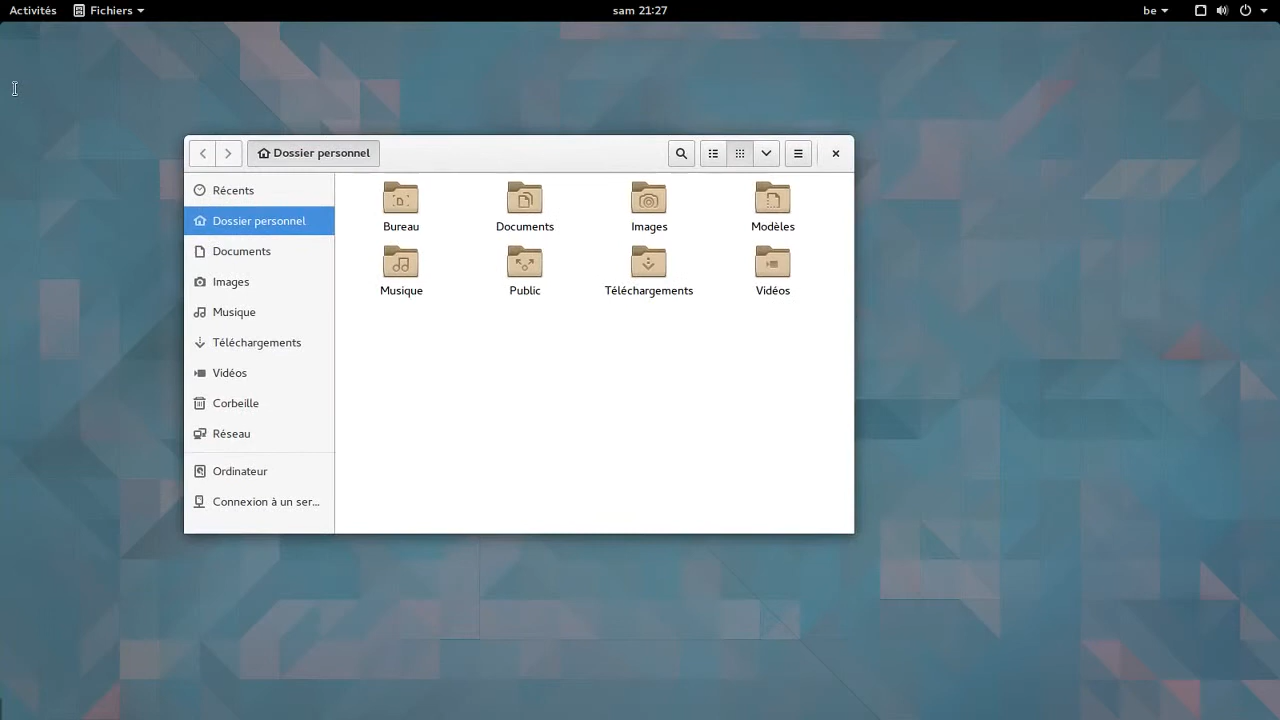 Activités Fichiers sam 21:27 be
Dossier personnel
Récents
Dossier personnel
Documents
Images
Musique
Téléchargements
Vidéos
Corbeille
Réseau
Ordinateur
Connexion à un ser...
Bureau Documents Images Modèles
Musique Public Téléchargements Vidéos